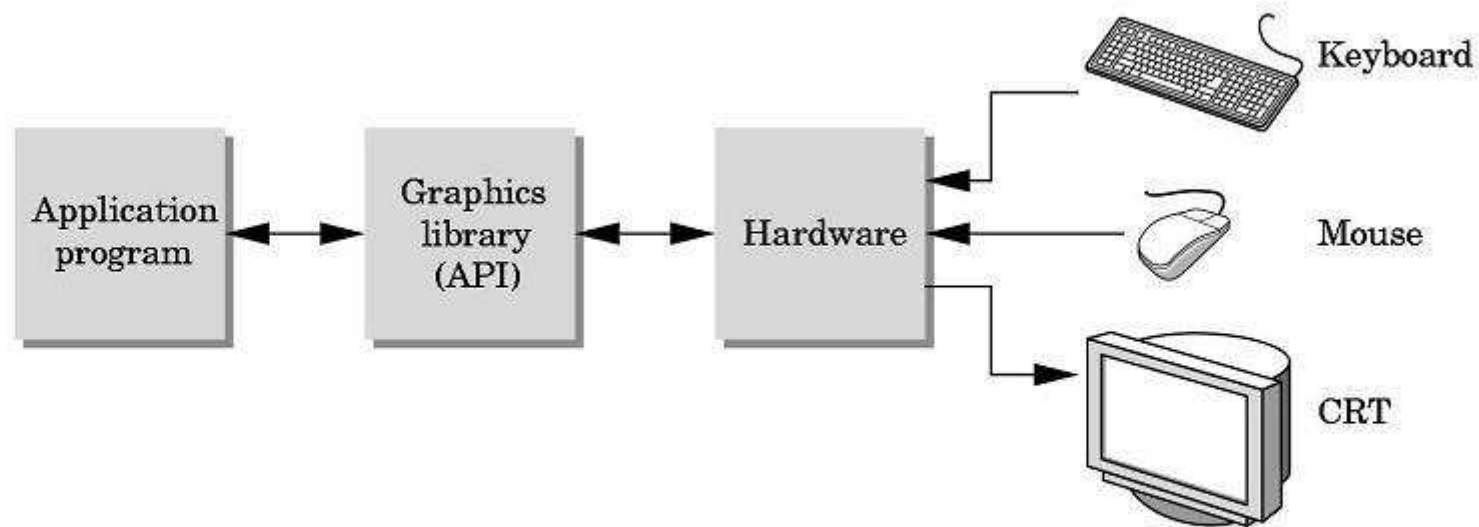 Application
program
Graphics
library
(API)
Hardware
Keyboard
Mouse
CRT